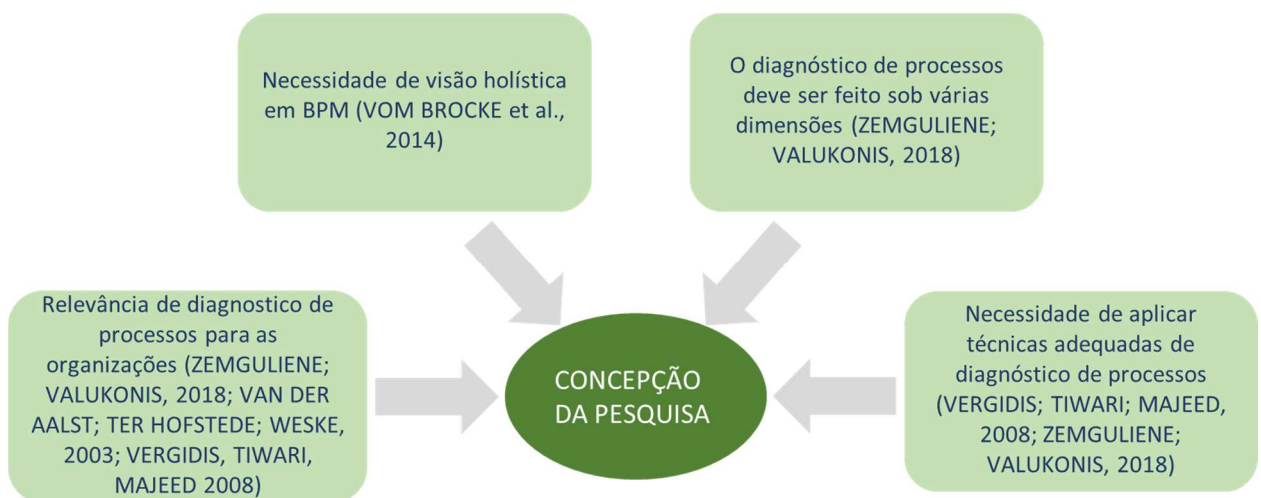 Necessidade de visão holística
em BPM (VOM BROCKE et al.,
2014)
O diagnóstico de processos
deve ser feito sob várias
dimensões (ZEMGULIENE;
VALUKONIS, 2018)
Relevância de diagnostico de
processos para as
organizações (ZEMGULIENE;
VALUKONIS, 2018; VAN DER
AALST; TER HOFSTEDE; WESKE,
2003; VERGIDIS, TIWARI,
MAJEED 2008)
CONCEPÇÃO
DA PESQUISA
Necessidade de aplicar
técnicas adequadas de
diagnóstico de processos
(VERGIDIS; TIWARI; MAJEED,
2008; ZEMGULIENE;
VALUKONIS, 2018)